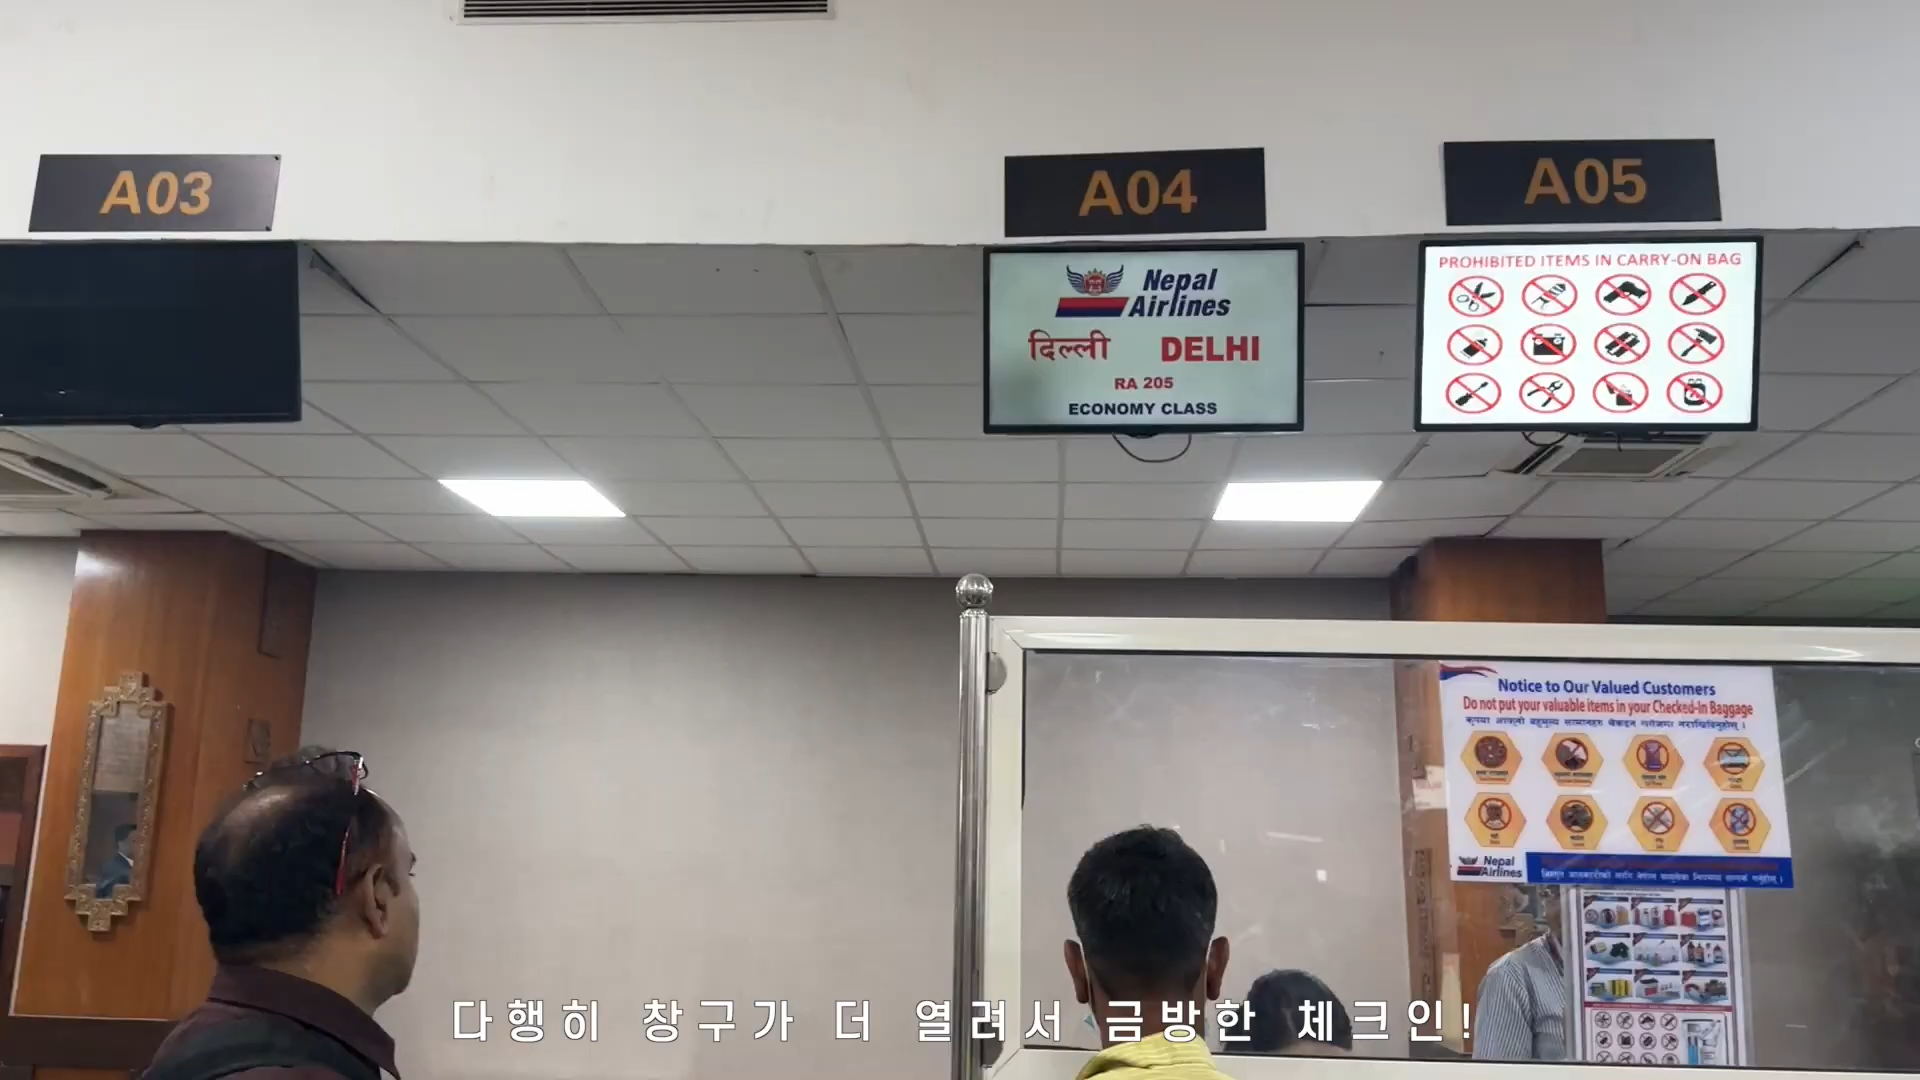 A03
A04
A05
Nepal
Airlines
दिल्ली DELHI
RA 205
ECONOMY CLASS
PROHIBITED ITEMS IN CARRY-ON BAG
Notice to Our Valued Customers
Do not put your valuable items in your Checked-In Baggage
Nepal
Airlines
다행히 창구가 더 열려서 금방한 체크인!